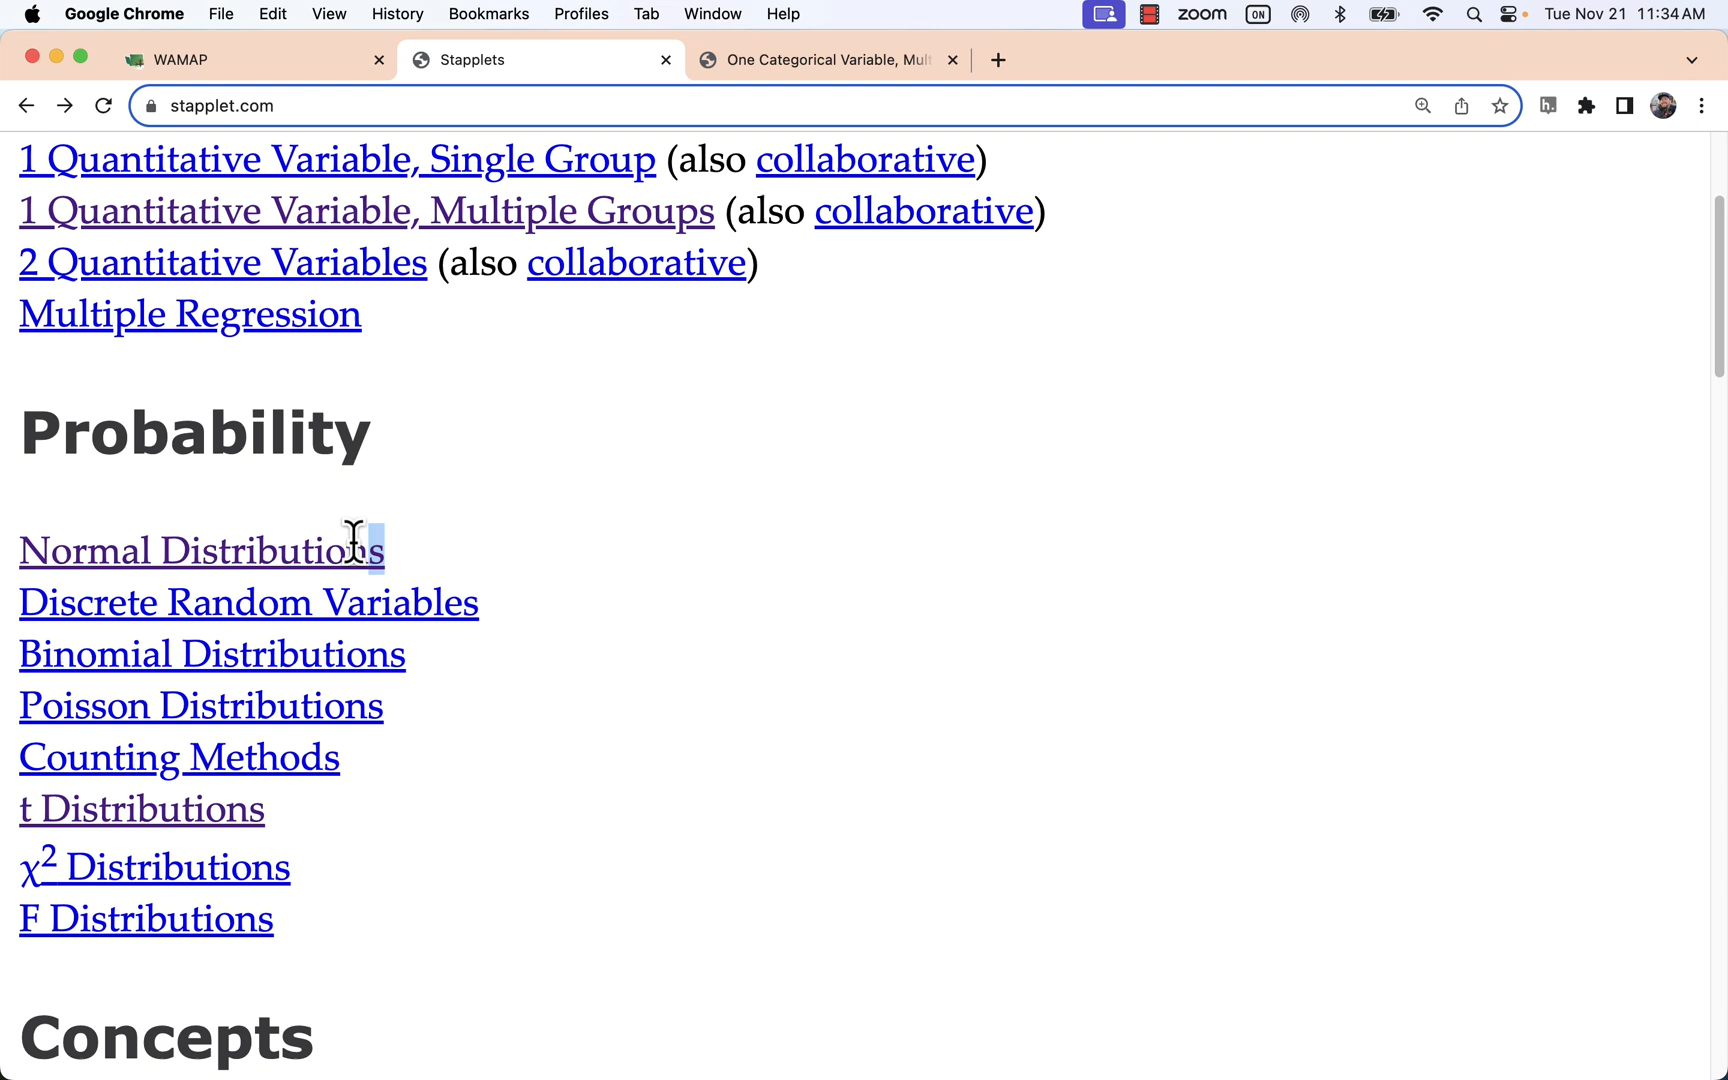 Google Chrome File Edit View History Bookmarks Profiles Tab Window Help zoom ON Tue Nov 21 11:34 AM
WAMAP Stapplets One Categorical Variable, Mult
stapplet.com h.
1 Quantitative Variable, Single Group (also collaborative)
1 Quantitative Variable, Multiple Groups (also collaborative)
2 Quantitative Variables (also collaborative)
Multiple Regression
Probability
Normal Distributions
Discrete Random Variables
Binomial Distributions
Poisson Distributions
Counting Methods
t Distributions
χ² Distributions
F Distributions
Concepts